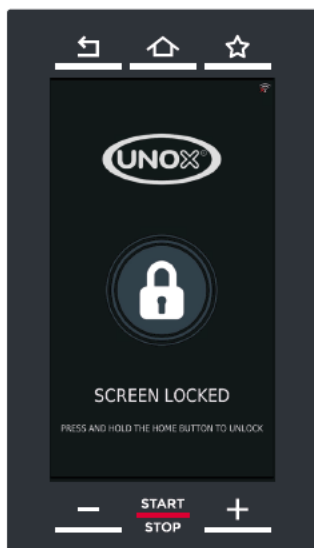 UNOX
SCREEN LOCKED
PRESS AND HOLD THE HOME BUTTON TO UNLOCK
START
STOP